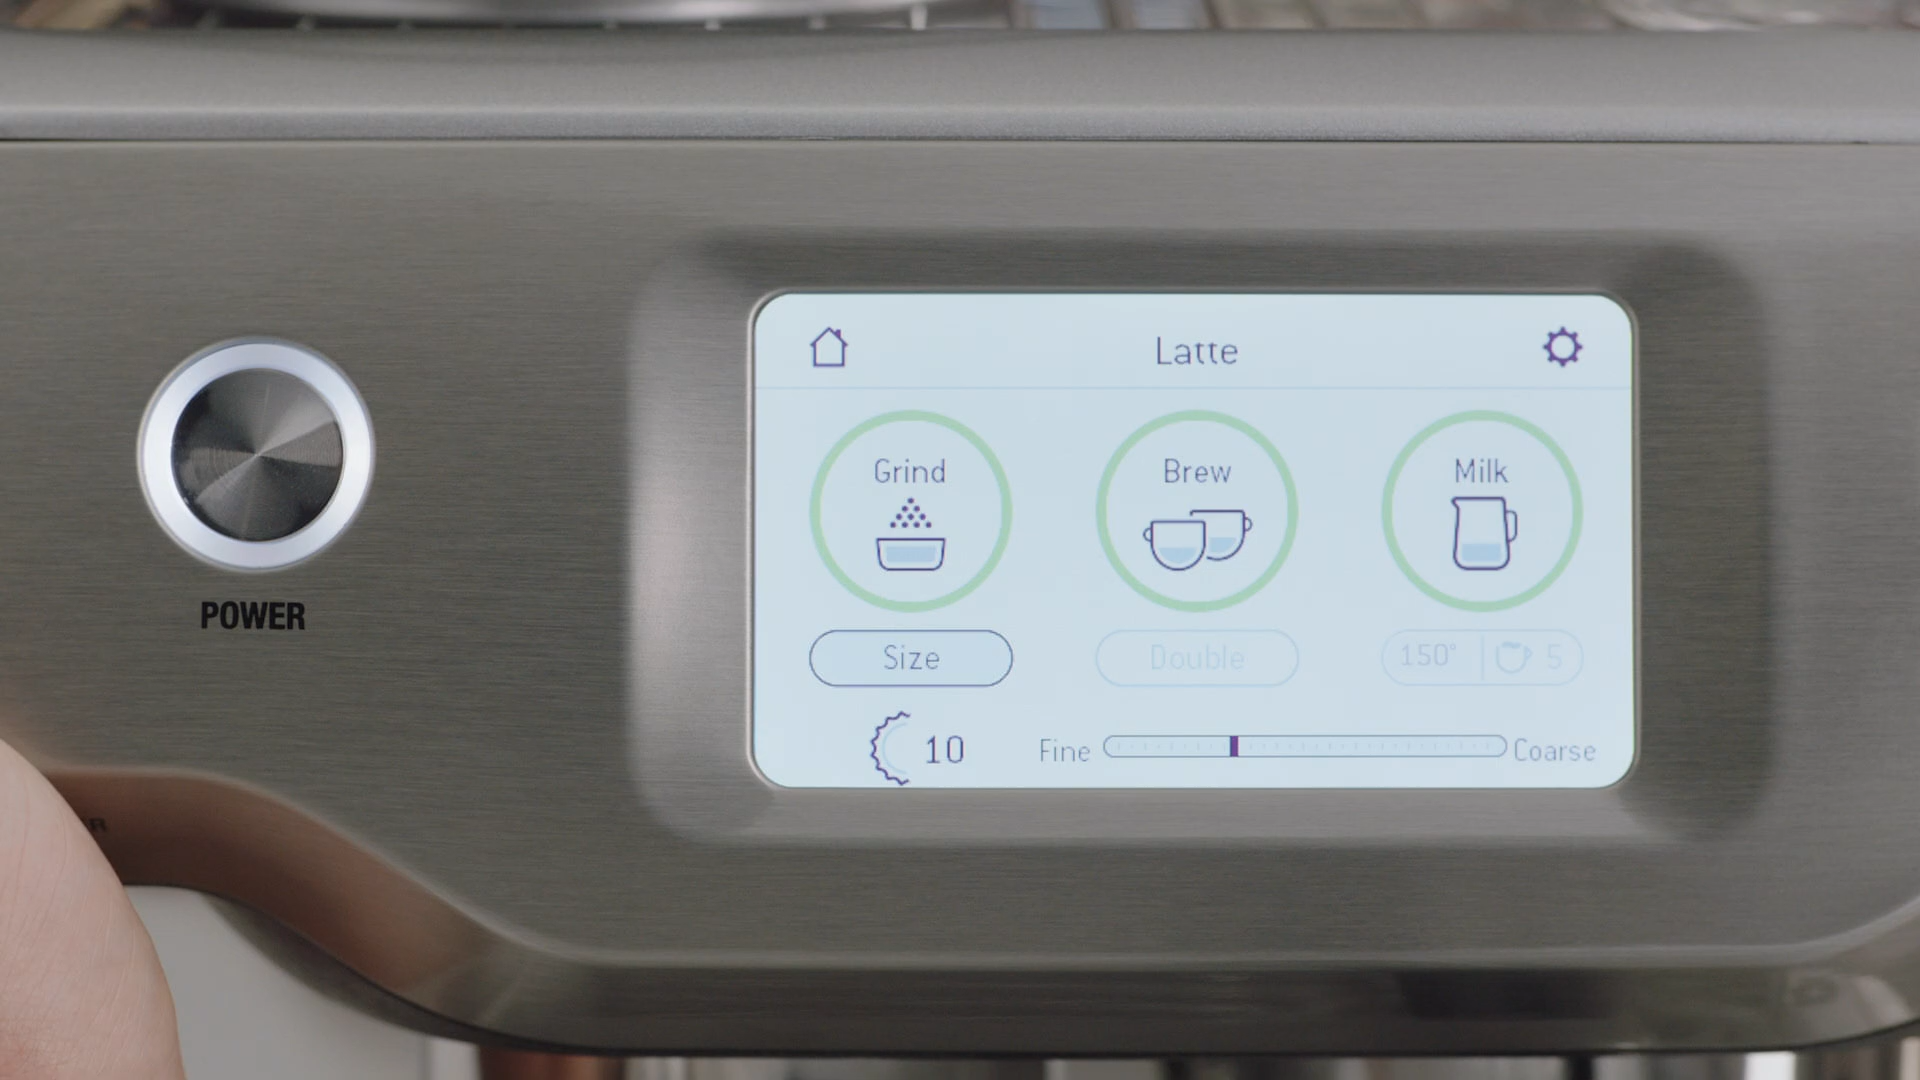 Latte
Grind Brew Milk
Size Double 150° 5
10 Fine Coarse
POWER